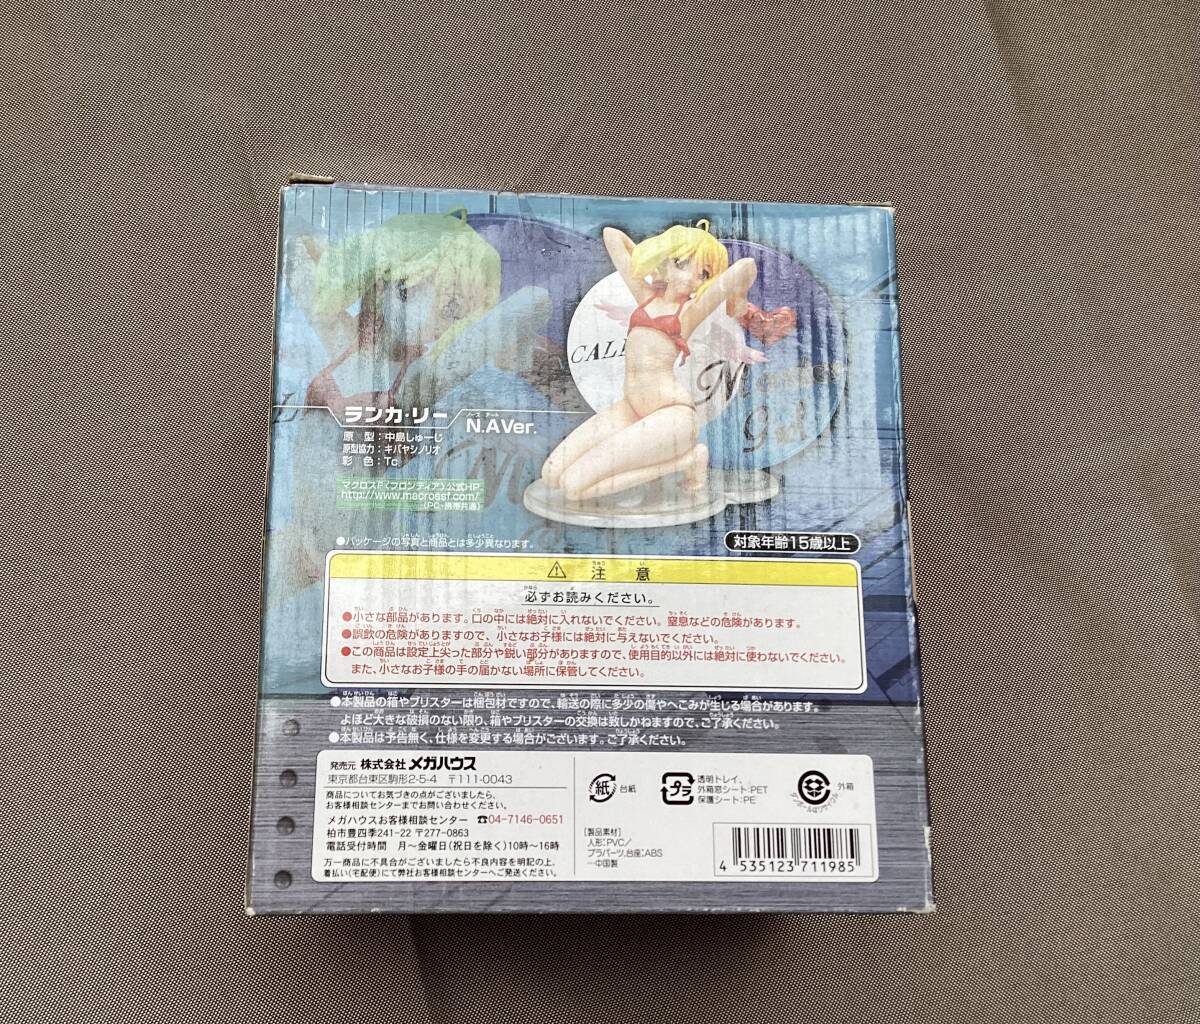 CALI
ランカ・リー
ノーズ アート
N.A Ver.
原　型：中島しゅーじ
原型協力：キバヤシノリオ
彩　色：Tc
マクロスF〈フロンティア〉公式HP
http://www.macrossf.com/
(PC・携帯共通)
●パッケージの写真と商品とは多少異なります。
対象年齢15歳以上
⚠ 注 意
必ずお読みください。
●小さな部品があります。口の中には絶対に入れないでください。窒息などの危険があります。
●誤飲の危険がありますので、小さなお子様には絶対に与えないでください。
●この商品は設定上尖った部分や鋭い部分がありますので、使用目的以外には絶対に使わないでください。
また、小さなお子様の手の届かない場所に保管してください。
●本製品の箱やブリスターは梱包材ですので、輸送の際に多少の傷やへこみが生じる場合があります。
よほど大きな破損のない限り、箱やブリスターの交換は致しかねますので、ご了承ください。
●本製品は予告無く、仕様を変更する場合がございます。ご了承ください。
発売元 株式会社 メガハウス
東京都台東区駒形2-5-4　〒111-0043
商品についてお気づきの点がございましたら、
お客様相談センターまでお問い合わせください。
メガハウスお客様相談センター ☎04-7146-0651
柏市豊四季241-22 〒277-0863
電話受付時間　月〜金曜日(祝日を除く)10時〜16時
万一商品に不具合がございましたら不良内容を明記の上、
着払い(宅配便)にて弊社お客様相談センターへご発送ください。
紙 台紙
プラ
透明トレイ、
外箱窓シート:PET
保護シート:PE
ダンボールはリサイクル
外箱
[製品素材]
人形:PVC/
プラパーツ,台座:ABS
―中国製
4 535123 711985